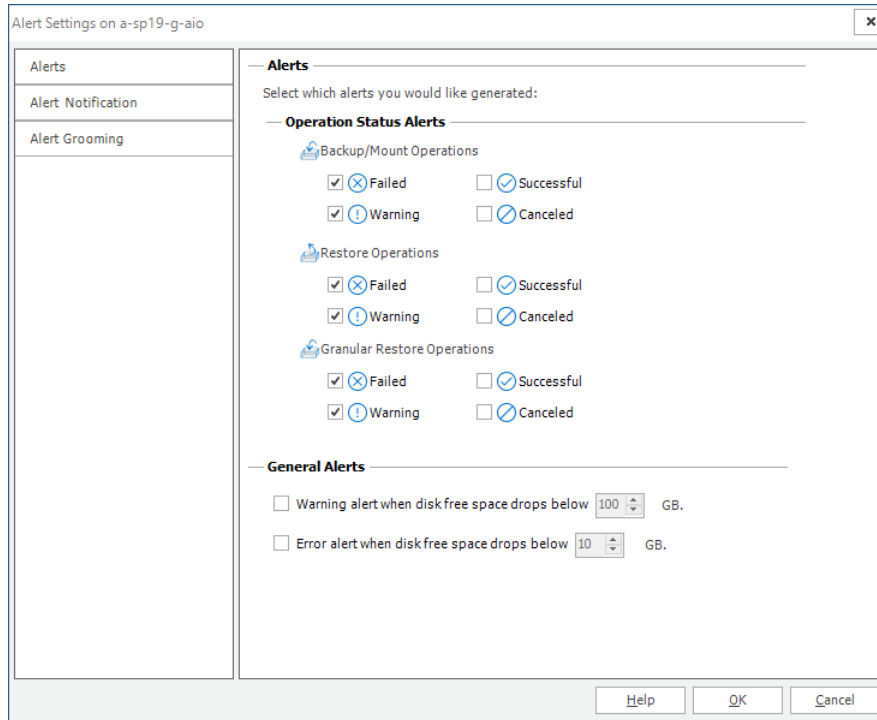 Alert Settings on a-sp19-g-aio
Alerts
Alert Notification
Alert Grooming
Alerts
Select which alerts you would like generated:
Operation Status Alerts
Backup/Mount Operations
Failed Successful
Warning Canceled
Restore Operations
Failed Successful
Warning Canceled
Granular Restore Operations
Failed Successful
Warning Canceled
General Alerts
Warning alert when disk free space drops below 100 GB.
Error alert when disk free space drops below 10 GB.
Help OK Cancel